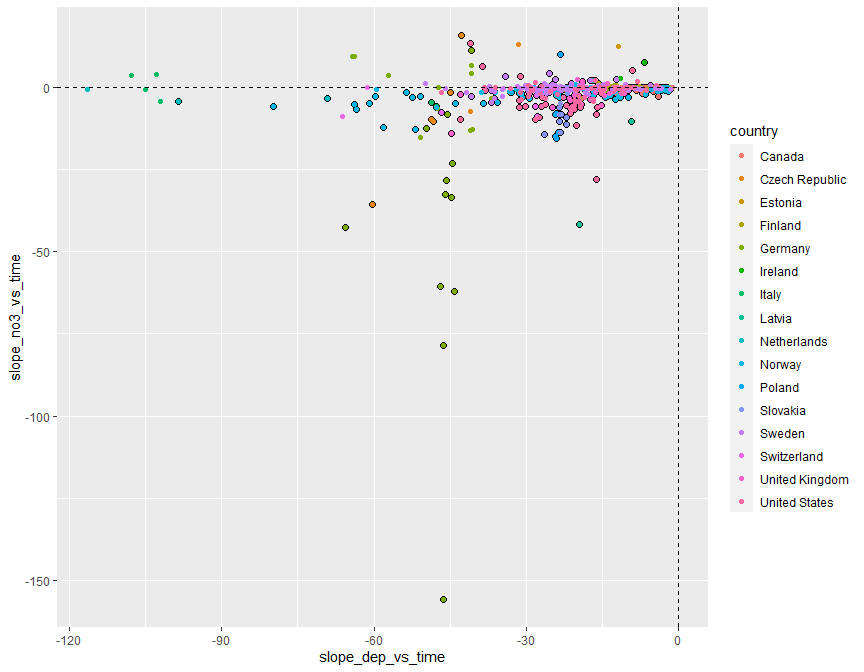 0
-50
-100
-150
slope_no3_vs_time
-120
-90
-60
-30
0
slope_dep_vs_time
country
Canada
Czech Republic
Estonia
Finland
Germany
Ireland
Italy
Latvia
Netherlands
Norway
Poland
Slovakia
Sweden
Switzerland
United Kingdom
United States